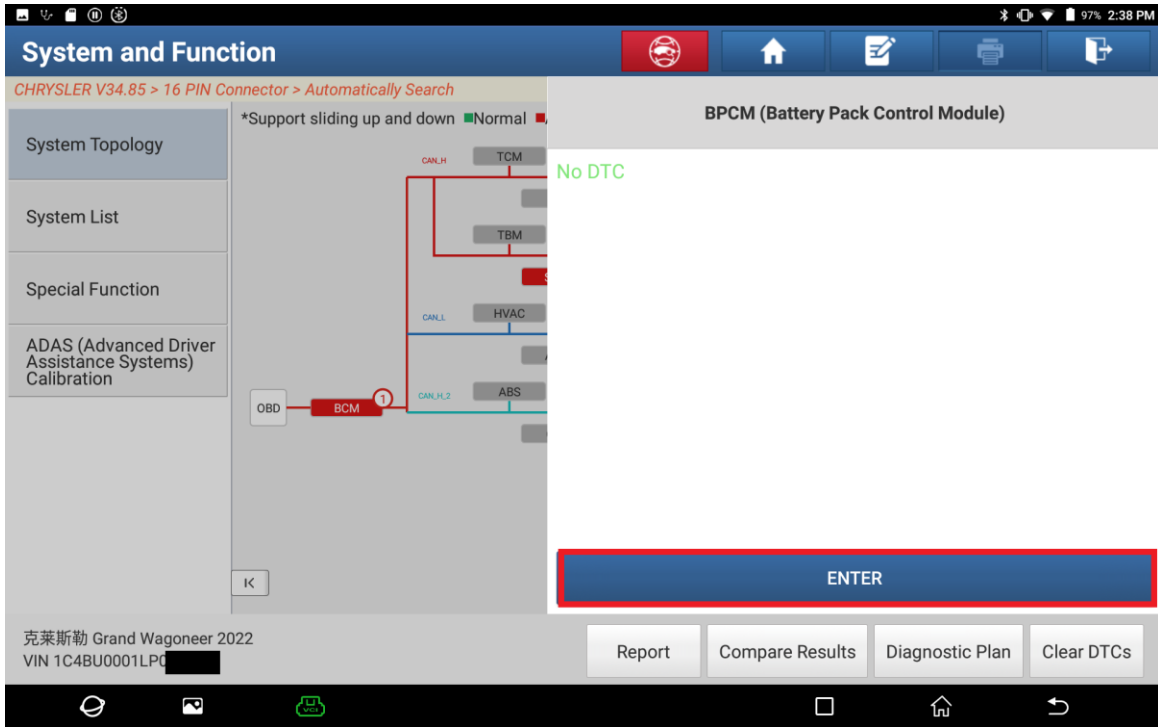 97% 2:38 PM
System and Function
CHRYSLER V34.85 > 16 PIN Connector > Automatically Search
System Topology
System List
Special Function
ADAS (Advanced Driver
Assistance Systems)
Calibration
*Support sliding up and down ■Normal
CAN_H
TCM
TBM
CAN_L
HVAC
CAN_H_2
ABS
OBD
BCM
1
BPCM (Battery Pack Control Module)
No DTC
ENTER
克莱斯勒 Grand Wagoneer 2022
VIN 1C4BU0001LP0
Report
Compare Results
Diagnostic Plan
Clear DTCs
VCI